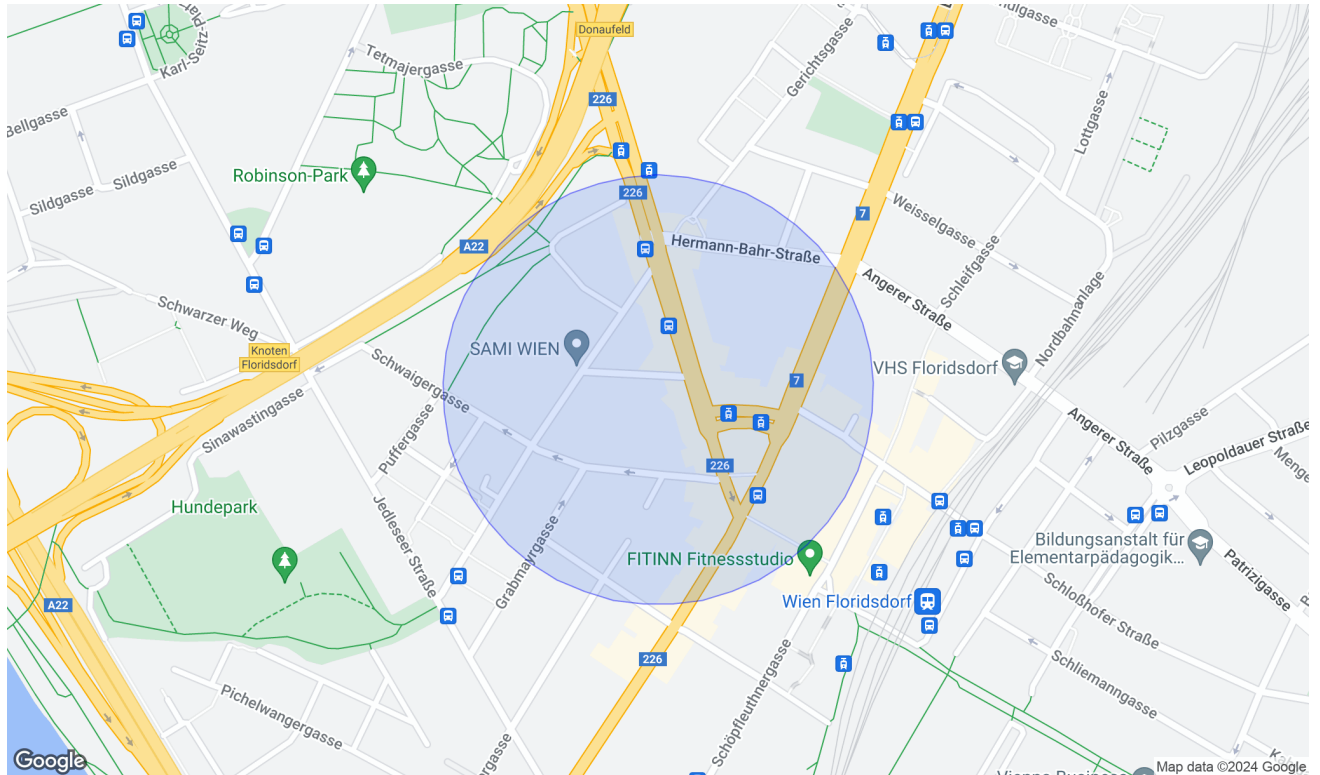 Donaufeld
Karl-Seitz-Platz
Tetmajergasse
Gerichtsgasse
Bellgasse
226
Lottgasse
Sildgasse
Sildgasse
Robinson-Park
226
7
Weisselgasse
Schleifgasse
A22
Hermann-Bahr-Straße
Angerer Straße
Nordbahnanlage
Schwarzer Weg
Knoten
Floridsdorf
SAMI WIEN
Schwaigergasse
VHS Floridsdorf
7
Sinawastingasse
Puffergasse
Angerer Straße
Pilzgasse
Leopoldauer Straße
226
Hundepark
Jedleseer Straße
Grabmayrgasse
FITINN Fitnessstudio
Bildungsanstalt für
Elementarpädagogik...
Patrizigasse
A22
Wien Floridsdorf
Schloßhofer Straße
226
Schliemanngasse
Schöpfleuthnergasse
Pichelwangergasse
Google
Map data ©2024 Google